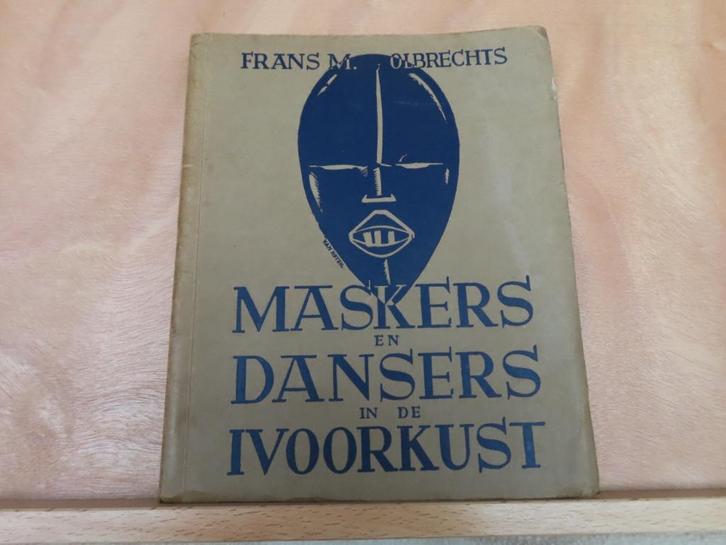 FRANS M. OLBRECHTS
MASKERS
EN
DANSERS
IN DE
IVOORKUST